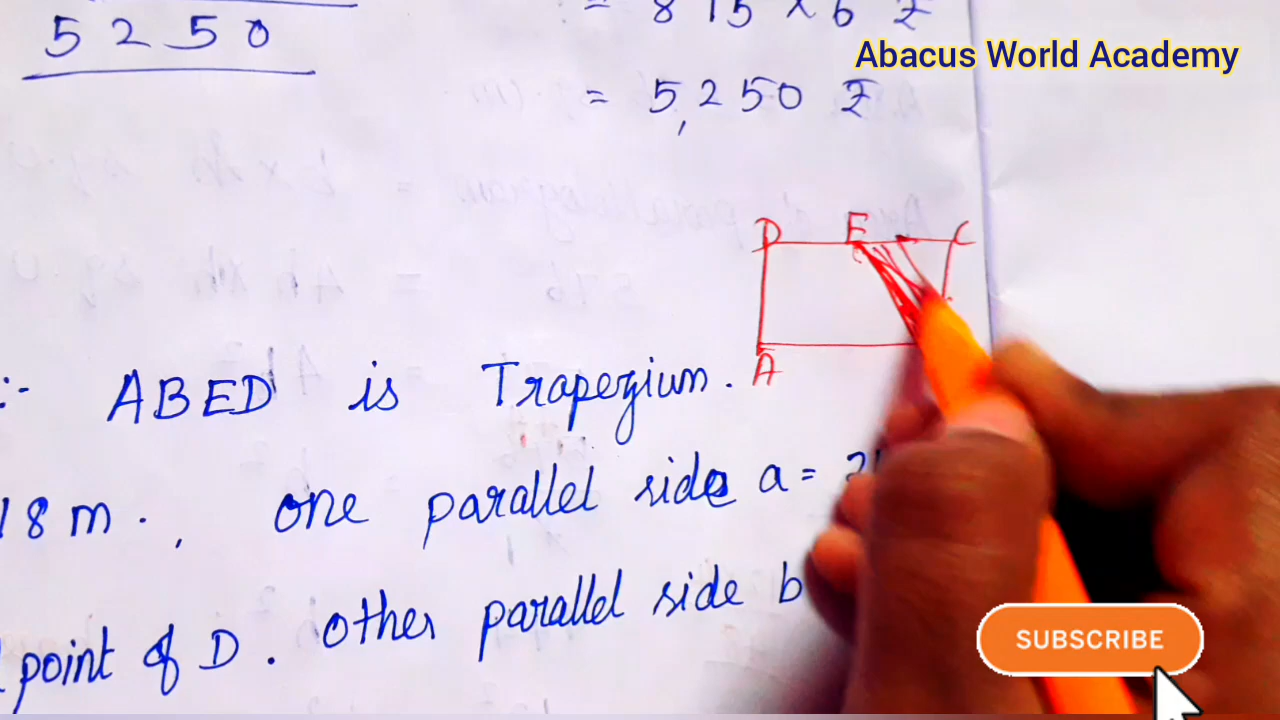 5250
= 875 × 6 ₹
Abacus World Academy
= 5,250 ₹
D E C
A
:- ABED is Trapezium.
18 m., one parallel side a = 
point of D. Other parallel side b
SUBSCRIBE